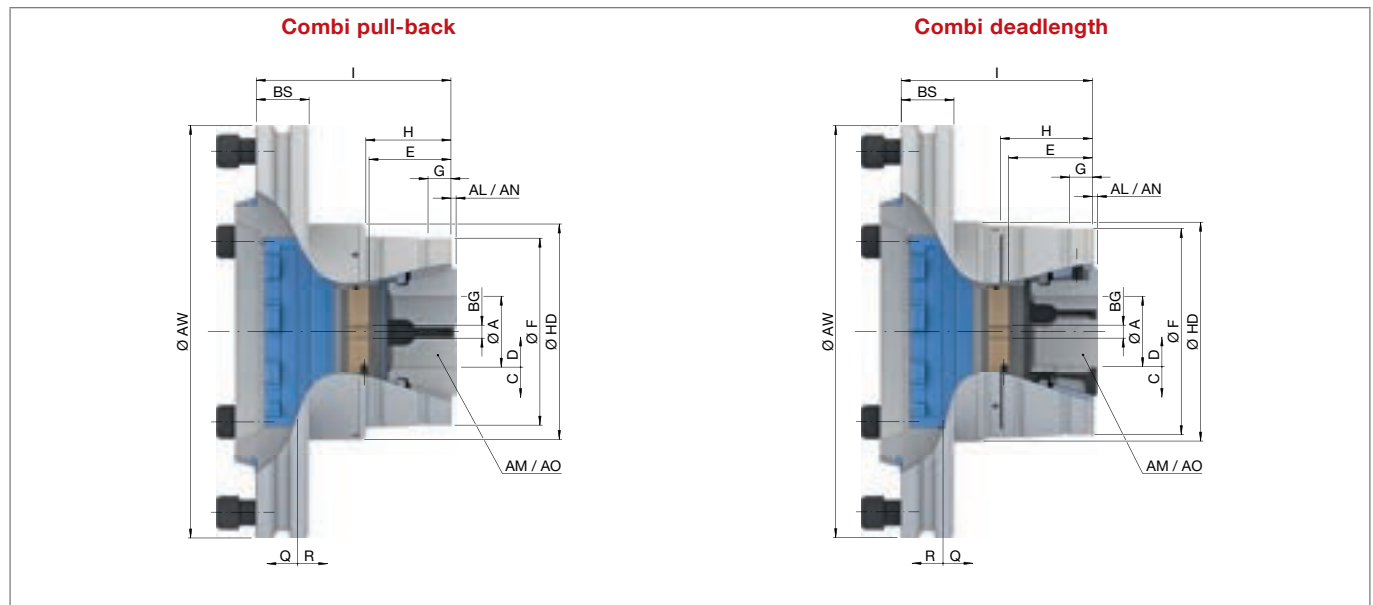 Combi pull-back
I
BS
H
E
G
AL / AN
Ø AW
BG
Ø A
D
C
Ø F
Ø HD
AM / AO
Q
R
Combi deadlength
I
BS
H
E
G
AL / AN
Ø AW
BG
Ø A
D
C
Ø F
Ø HD
AM / AO
R
Q